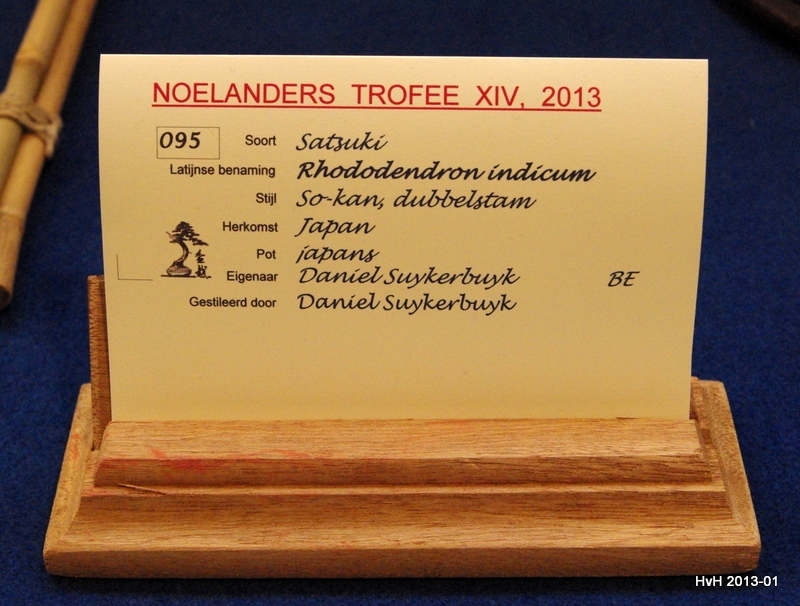 NOELANDERS TROFEE XIV, 2013
095 Soort Satsuki
Latijnse benaming Rhododendron indicum
Stijl So-kan, dubbelstam
Herkomst Japan
Pot japans
Eigenaar Daniel Suykerbuyk BE
Gestileerd door Daniel Suykerbuyk
HvH 2013-01